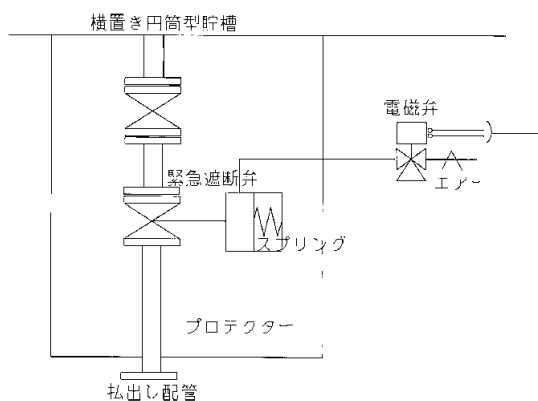 横置き円筒型貯槽
電磁弁
緊急遮断弁
エアー
スプリング
プロテクター
払出し配管